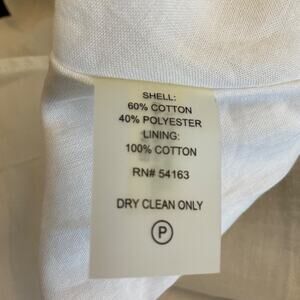 SHELL:
60% COTTON
40% POLYESTER
LINING:
100% COTTON
RN# 54163
DRY CLEAN ONLY
P